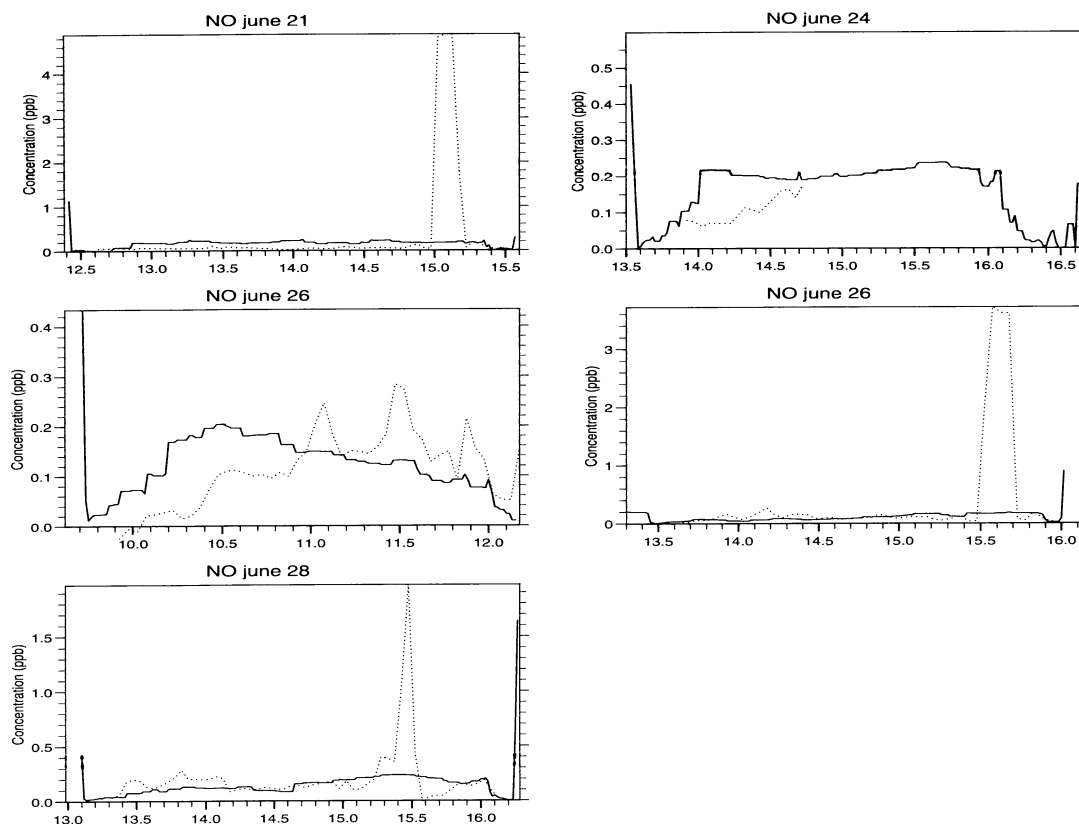 NO june 21
Concentration (ppb)
4
3
2
1
0
12.5 13.0 13.5 14.0 14.5 15.0 15.5
NO june 24
Concentration (ppb)
0.5
0.4
0.3
0.2
0.1
0.0
13.5 14.0 14.5 15.0 15.5 16.0 16.5
NO june 26
Concentration (ppb)
0.4
0.3
0.2
0.1
0.0
10.0 10.5 11.0 11.5 12.0
NO june 26
Concentration (ppb)
3
2
1
0
13.5 14.0 14.5 15.0 15.5 16.0
NO june 28
Concentration (ppb)
1.5
1.0
0.5
0.0
13.0 13.5 14.0 14.5 15.0 15.5 16.0